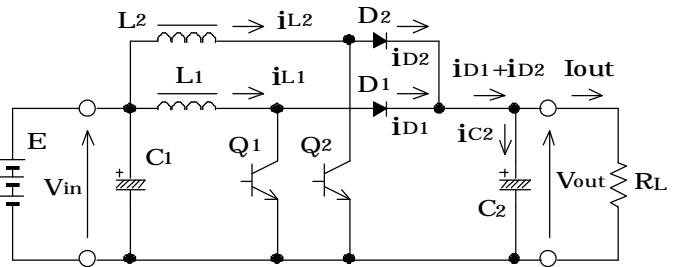 L2 iL2 D2
iD2 iD1+iD2 Iout
L1 iL1 D1
iD1 iC2
E C1 Q1 Q2
+ +
Vin C2 Vout RL